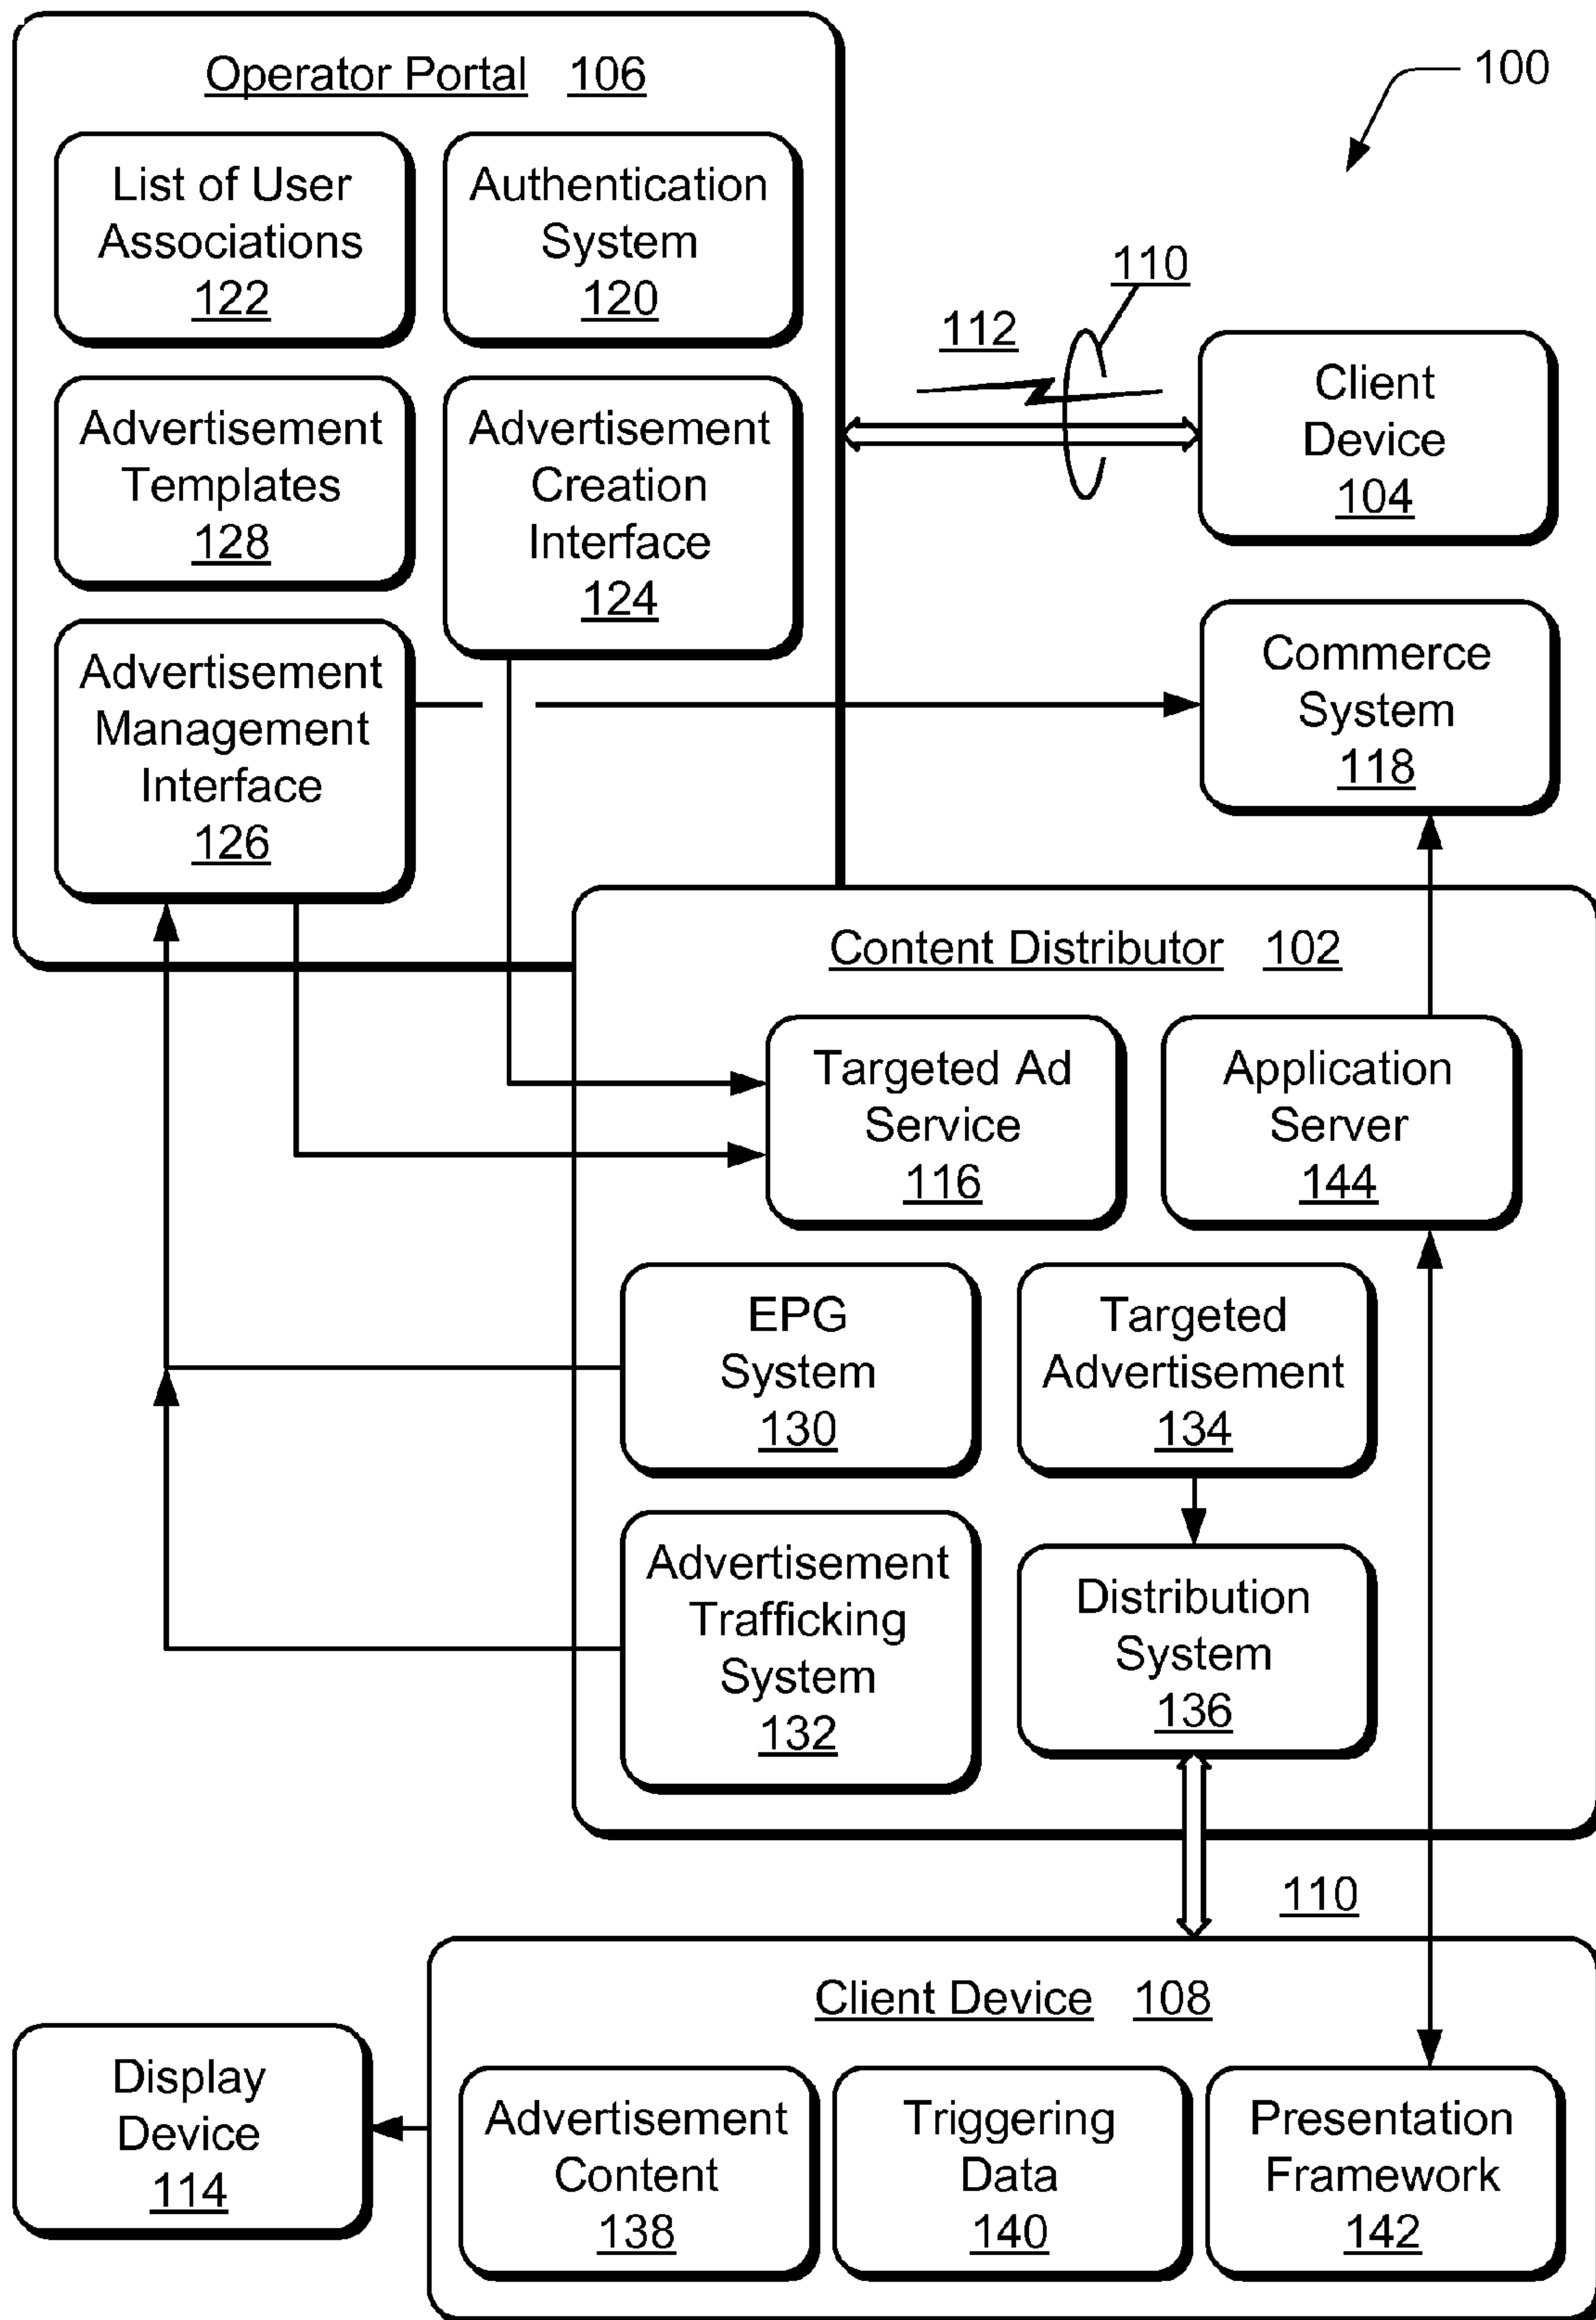 Operator Portal 106
100
List of User
Associations
122
Authentication
System
120
110
112
Client
Device
104
Advertisement
Templates
128
Advertisement
Creation
Interface
124
Advertisement
Management
Interface
126
Commerce
System
118
Content Distributor 102
Targeted Ad
Service
116
Application
Server
144
EPG
System
130
Targeted
Advertisement
134
Advertisement
Trafficking
System
132
Distribution
System
136
110
Client Device 108
Display
Device
114
Advertisement
Content
138
Triggering
Data
140
Presentation
Framework
142